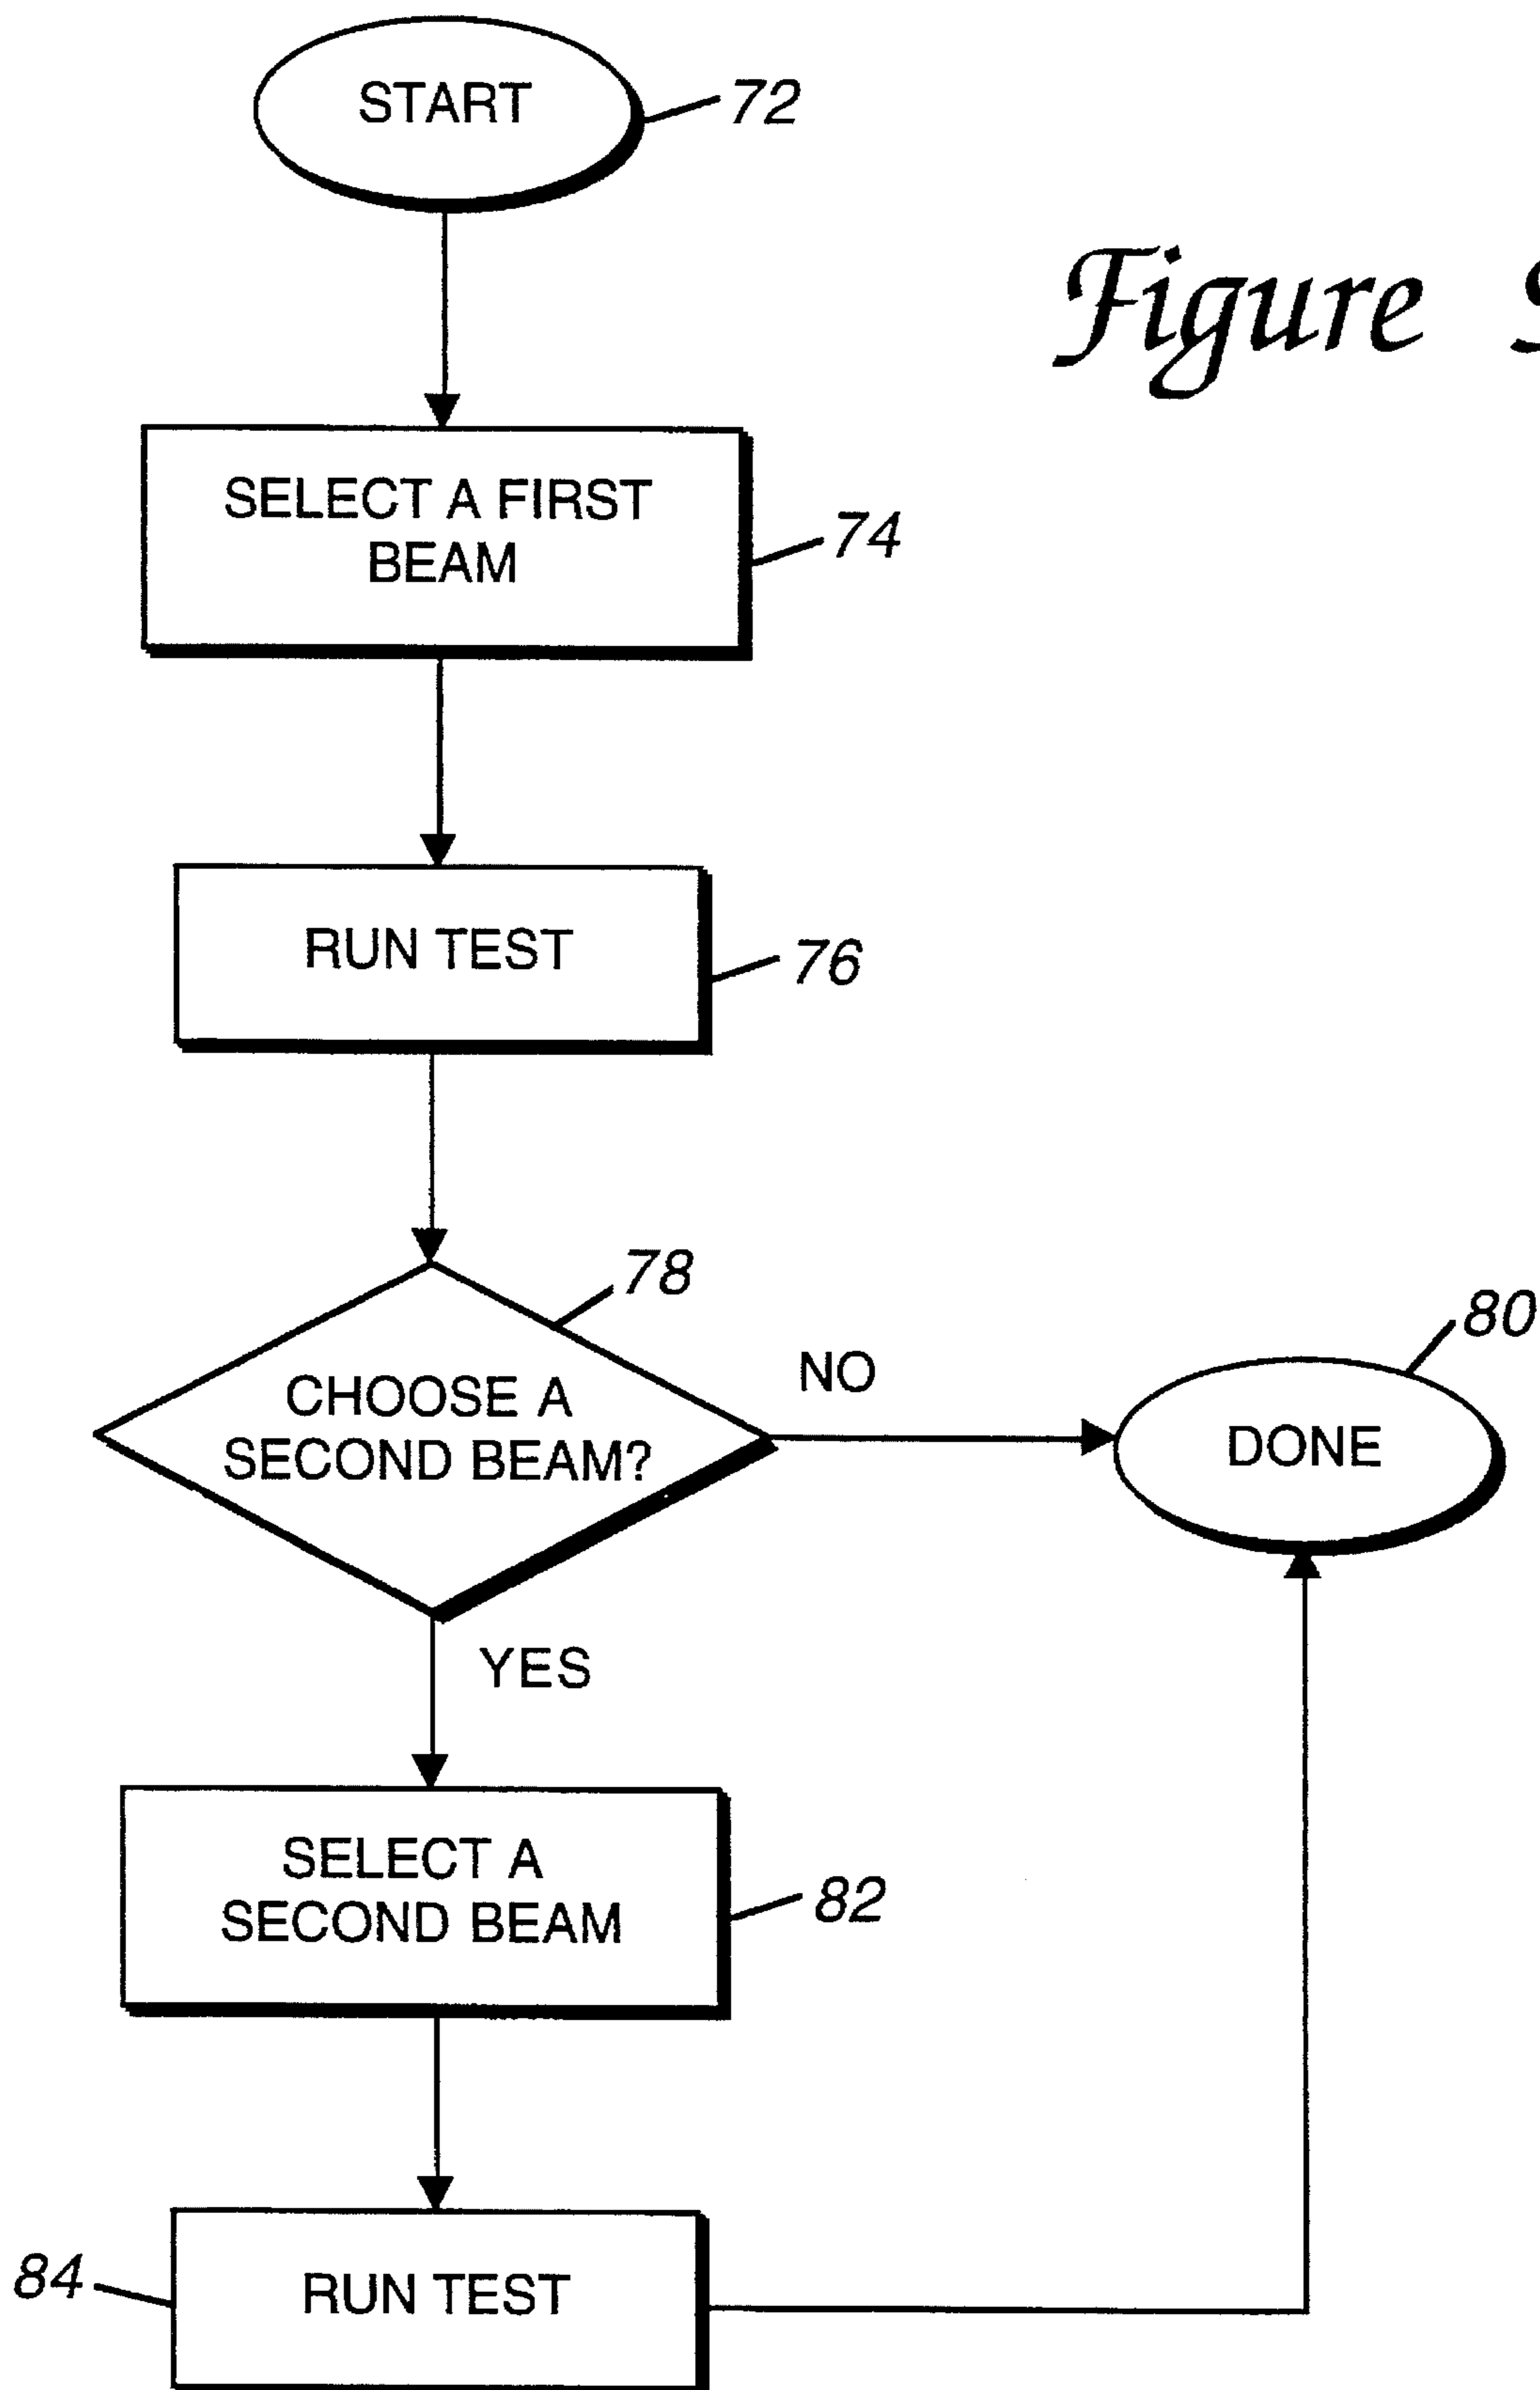 START
72
Figure
SELECT A FIRST
BEAM
74
RUN TEST
76
78
CHOOSE A
SECOND BEAM?
NO
80
DONE
YES
SELECT A
SECOND BEAM
82
84
RUN TEST